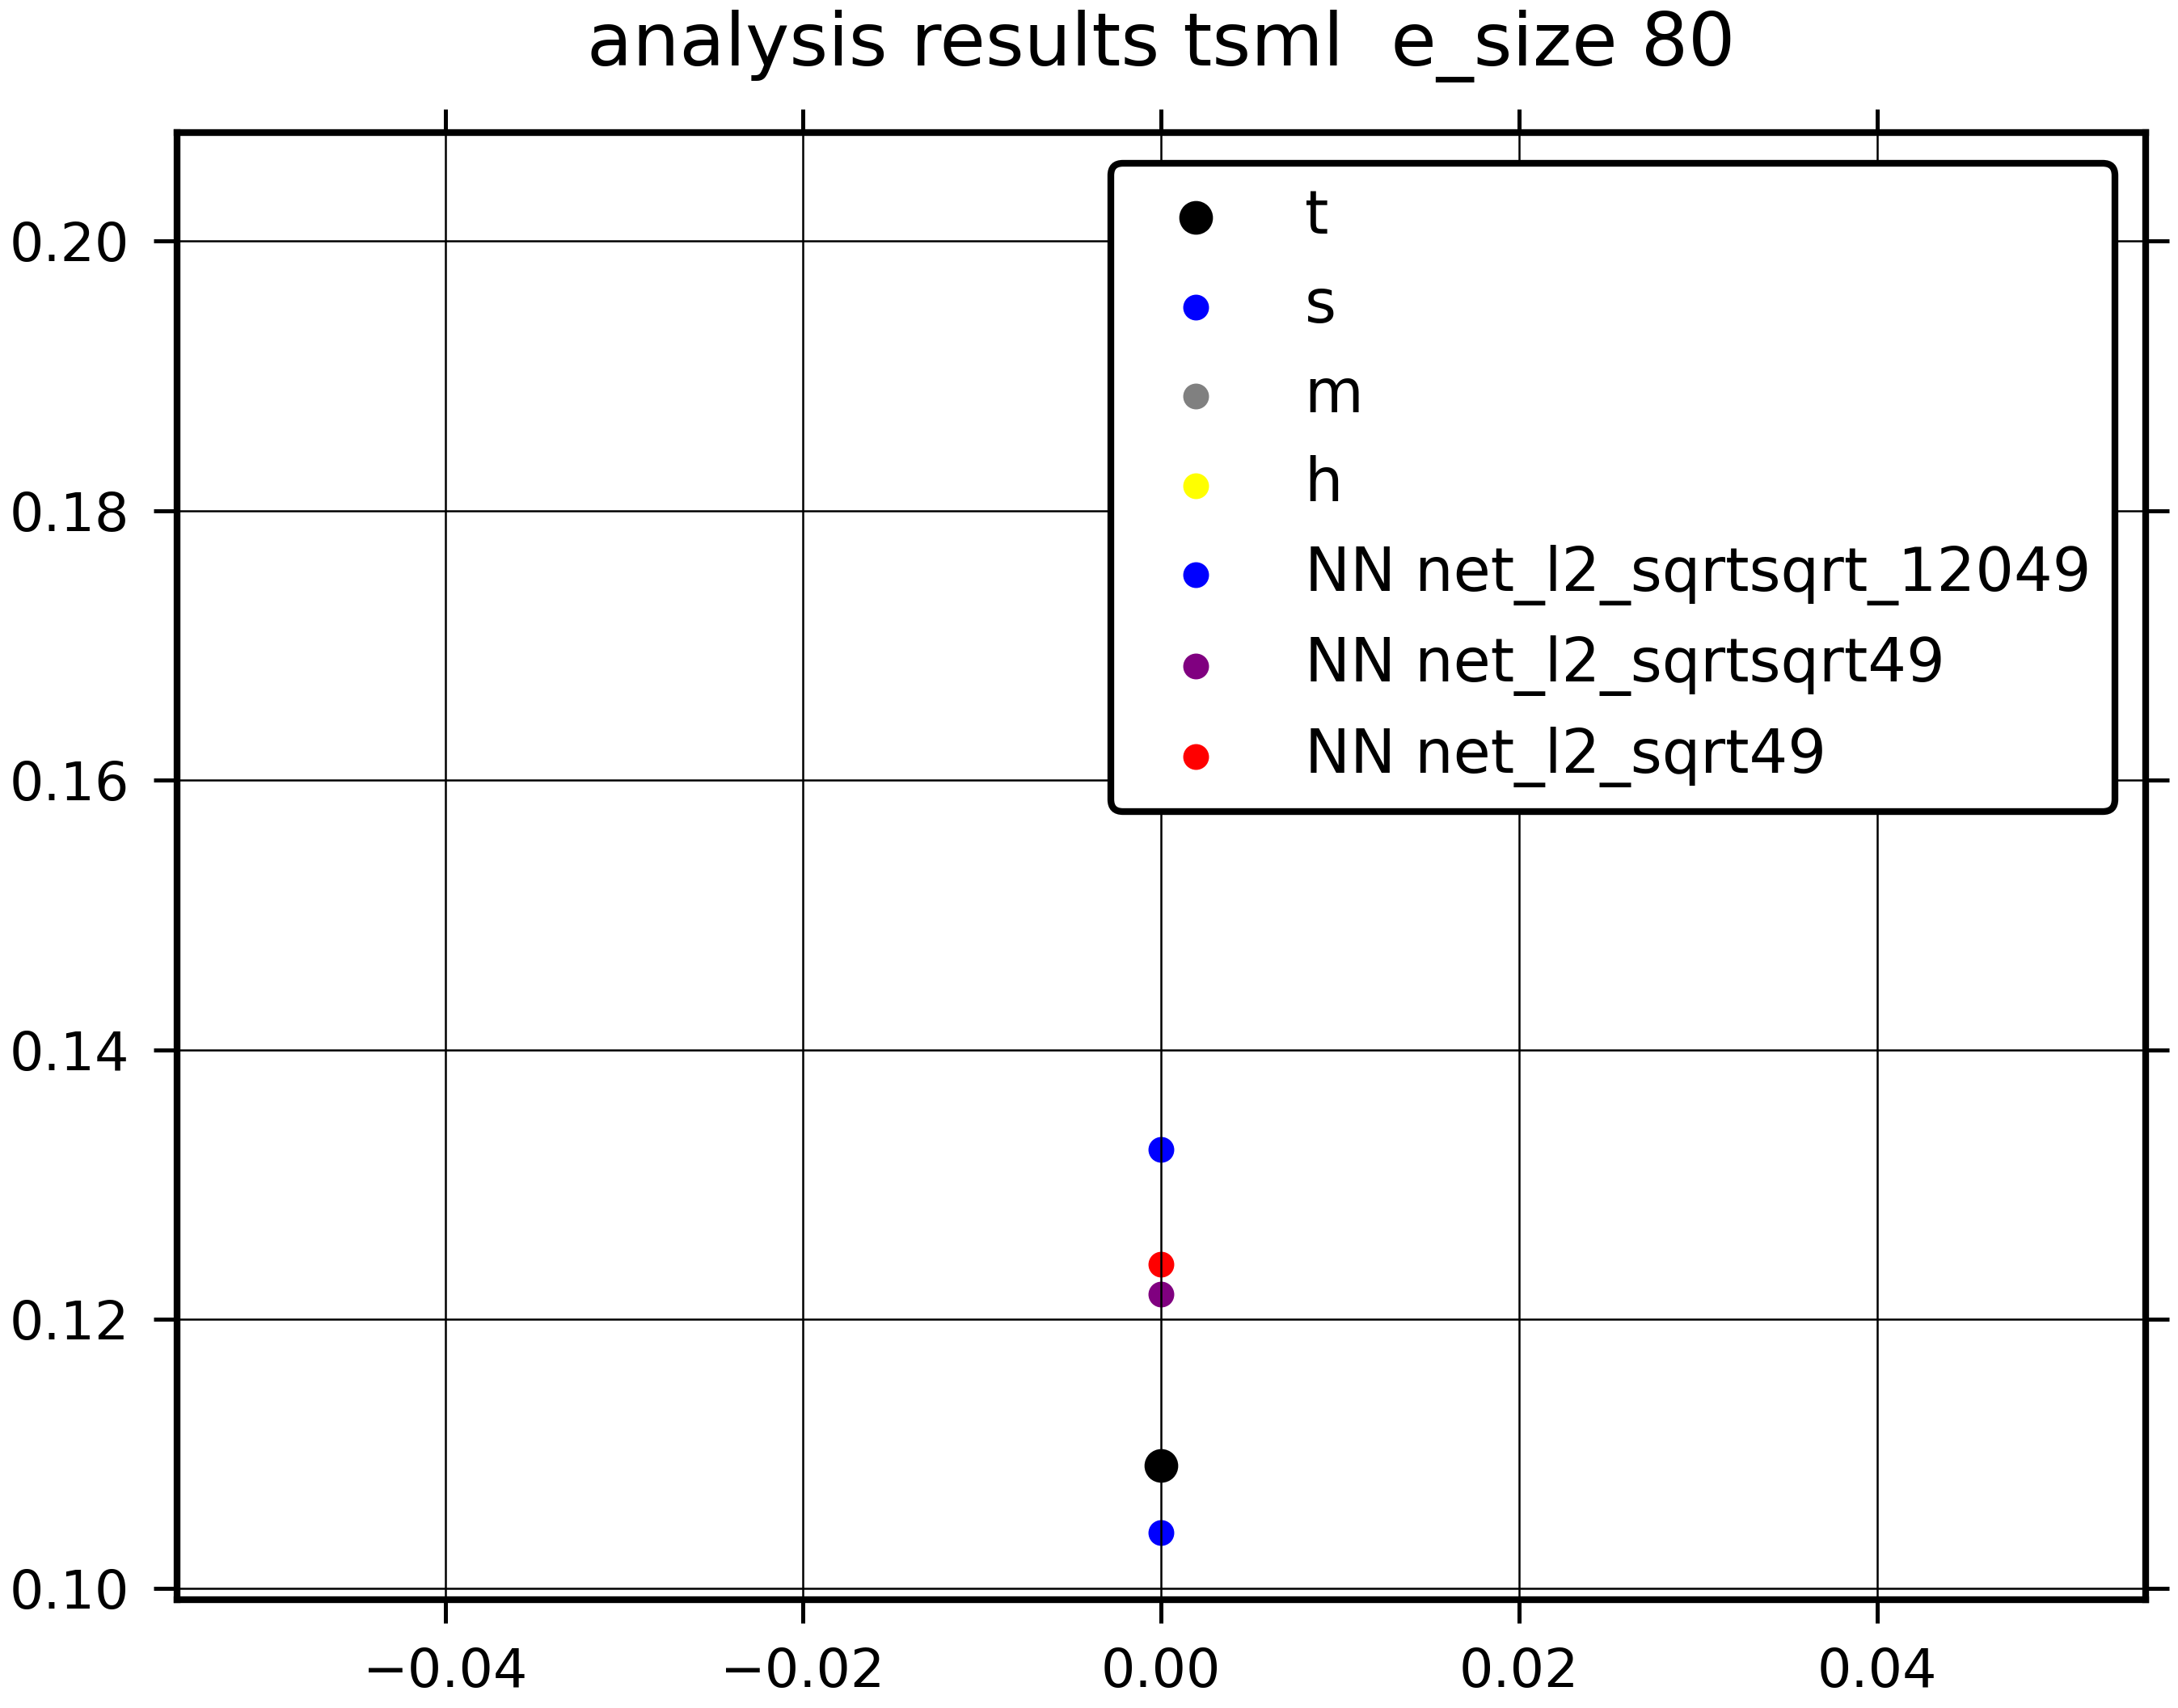 analysis results tsml  e_size 80
0.20
0.18
0.16
0.14
0.12
0.10
t
s
m
h
NN net_l2_sqrtsqrt_12049
NN net_l2_sqrtsqrt49
NN net_l2_sqrt49
−0.04
−0.02
0.00
0.02
0.04